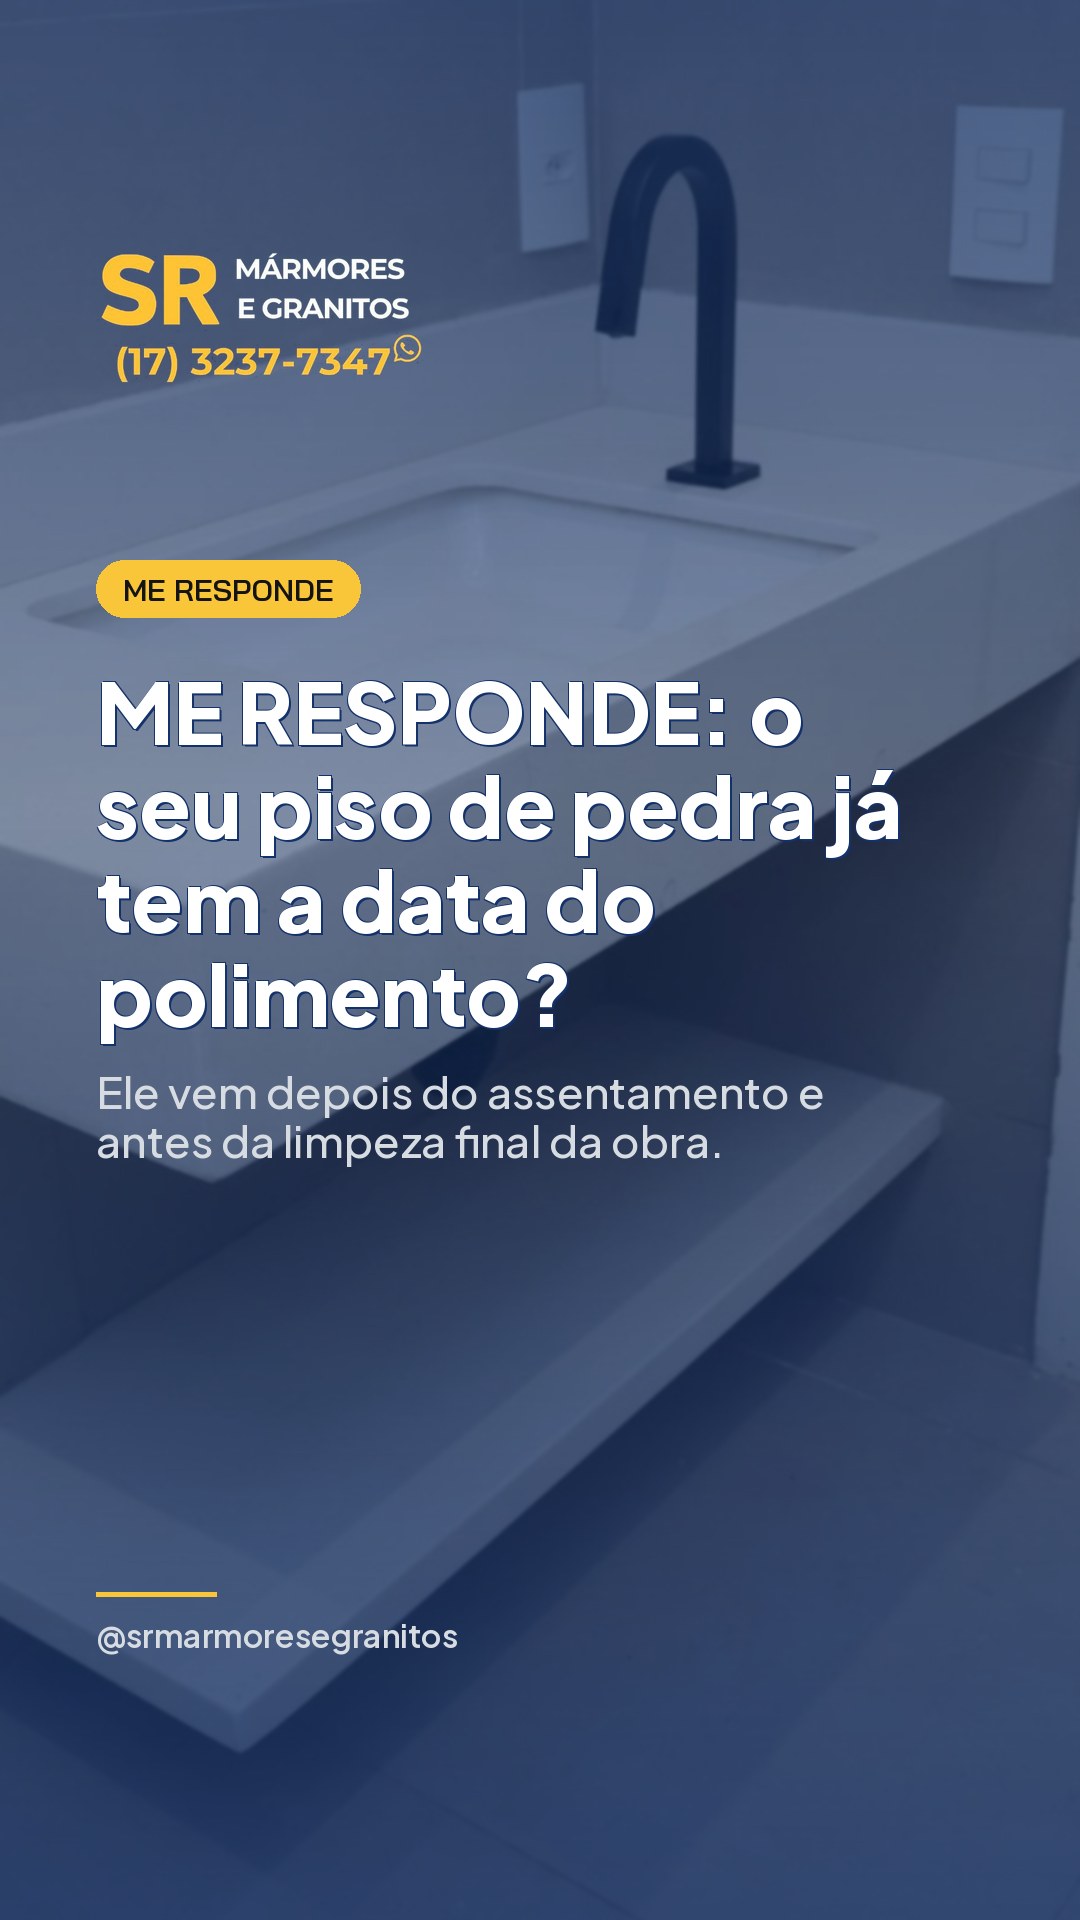 SR MÁRMORES
E GRANITOS
(17) 3237-7347
ME RESPONDE
ME RESPONDE: o
seu piso de pedra já
tem a data do
polimento?
Ele vem depois do assentamento e
antes da limpeza final da obra.
@srmarmoresegranitos